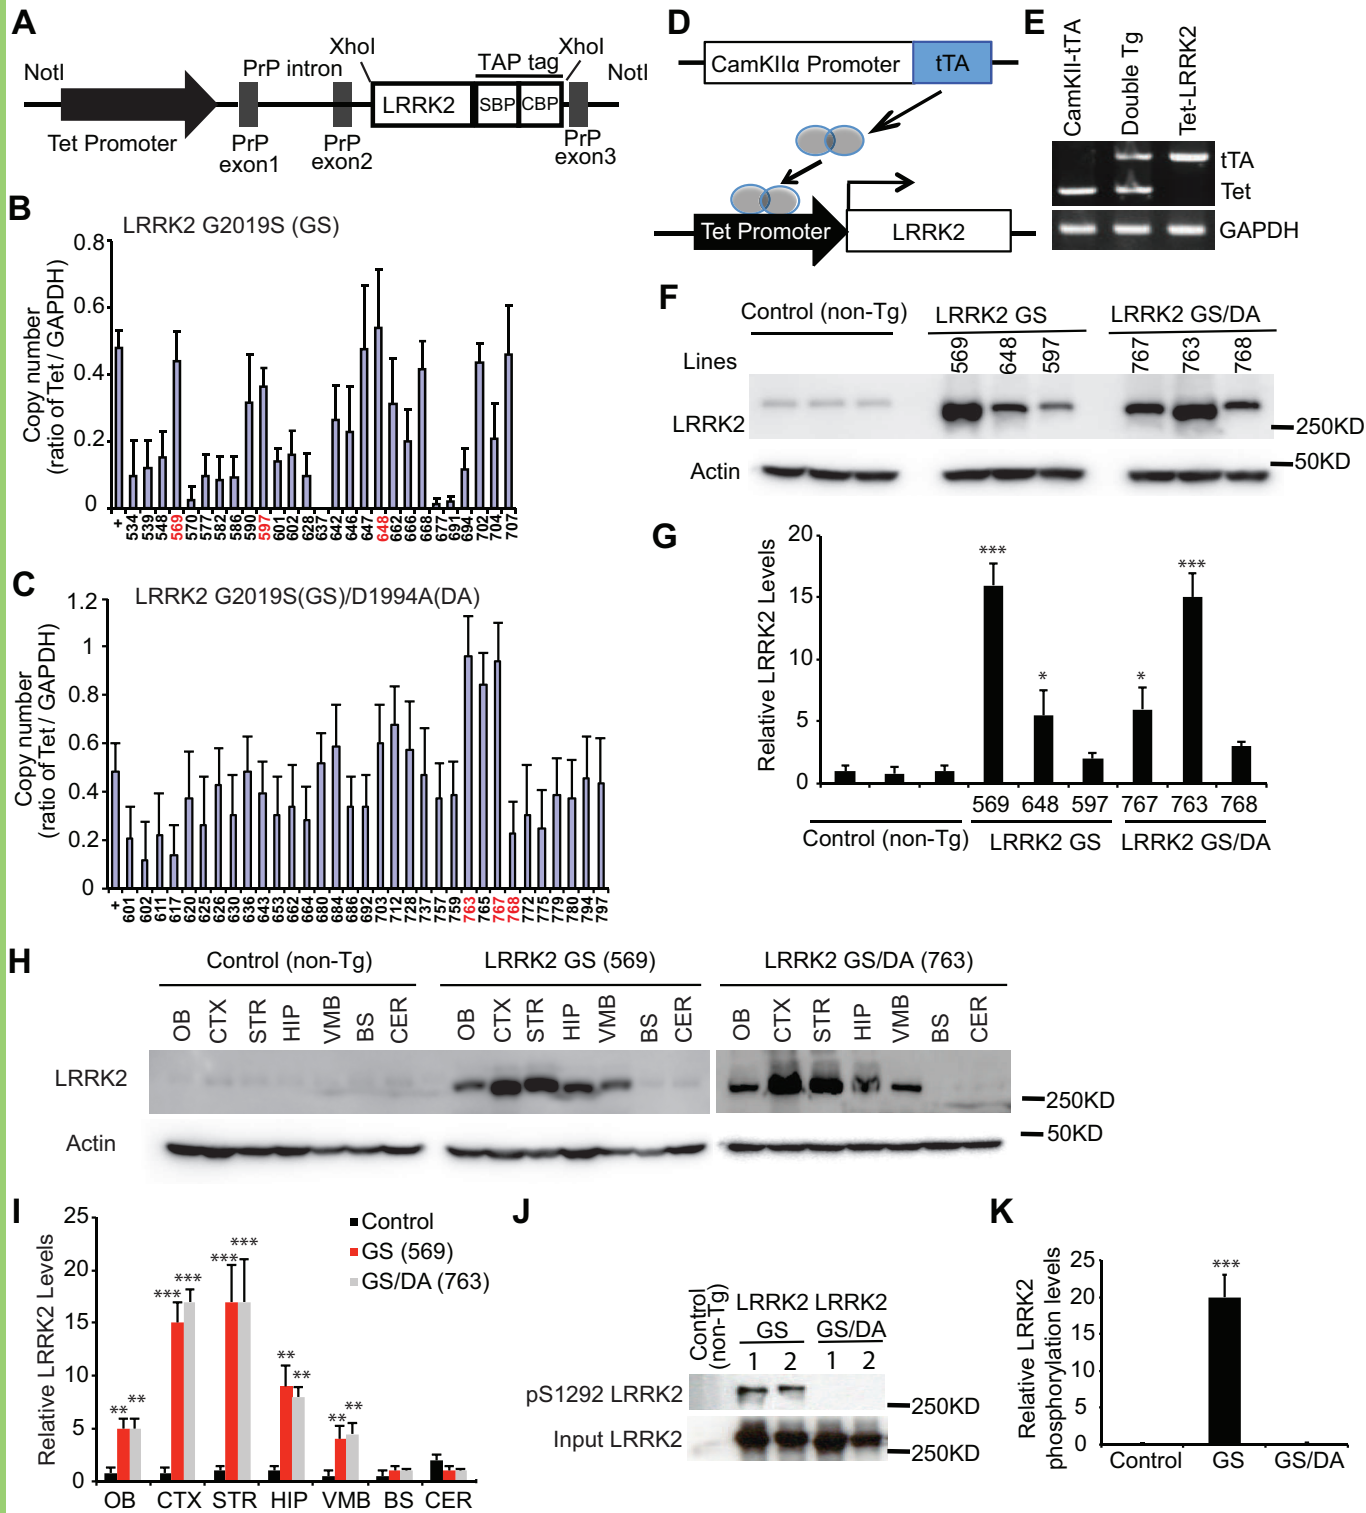 A
NotI
XhoI
PrP intron
TAP tag
XhoI
NotI
LRRK2
SBP
CBP
Tet Promoter
PrP
exon1
PrP
exon2
PrP
exon3
B
LRRK2 G2019S (GS)
Copy number
(ratio of Tet / GAPDH)
0.8
0.6
0.4
0.2
0
+ 534 539 548 569 570 577 582 586 590 597 601 602 628 637 642 646 647 648 662 666 668 677 691 694 702 704 707
C
LRRK2 G2019S(GS)/D1994A(DA)
Copy number
(ratio of Tet / GAPDH)
1.2
1
0.8
0.6
0.4
0.2
0
+ 601 602 611 617 620 625 626 630 636 643 653 662 664 680 684 686 692 703 712 728 737 757 759 763 765 767 768 772 775 779 780 794 797
D
CamKIIα Promoter
tTA
Tet Promoter
LRRK2
E
CamKII-tTA
Double Tg
Tet-LRRK2
tTA
Tet
GAPDH
F
Control (non-Tg)
LRRK2 GS
LRRK2 GS/DA
Lines
569 648 597
767 763 768
LRRK2
250KD
Actin
50KD
G
Relative LRRK2 Levels
20
15
10
5
0
***
*
*
***
569 648 597 767 763 768
Control (non-Tg)
LRRK2 GS
LRRK2 GS/DA
H
Control (non-Tg)
LRRK2 GS (569)
LRRK2 GS/DA (763)
OB CTX STR HIP VMB BS CER
OB CTX STR HIP VMB BS CER
OB CTX STR HIP VMB BS CER
LRRK2
250KD
Actin
50KD
I
Relative LRRK2 Levels
25
20
15
10
5
0
Control
GS (569)
GS/DA (763)
** **
*** ***
*** ***
** **
** **
OB CTX STR HIP VMB BS CER
J
Control
(non-Tg)
LRRK2
GS
LRRK2
GS/DA
1 2 1 2
pS1292 LRRK2
250KD
Input LRRK2
250KD
K
Relative LRRK2
phosphorylation levels
25
20
15
10
5
0
***
Control GS GS/DA